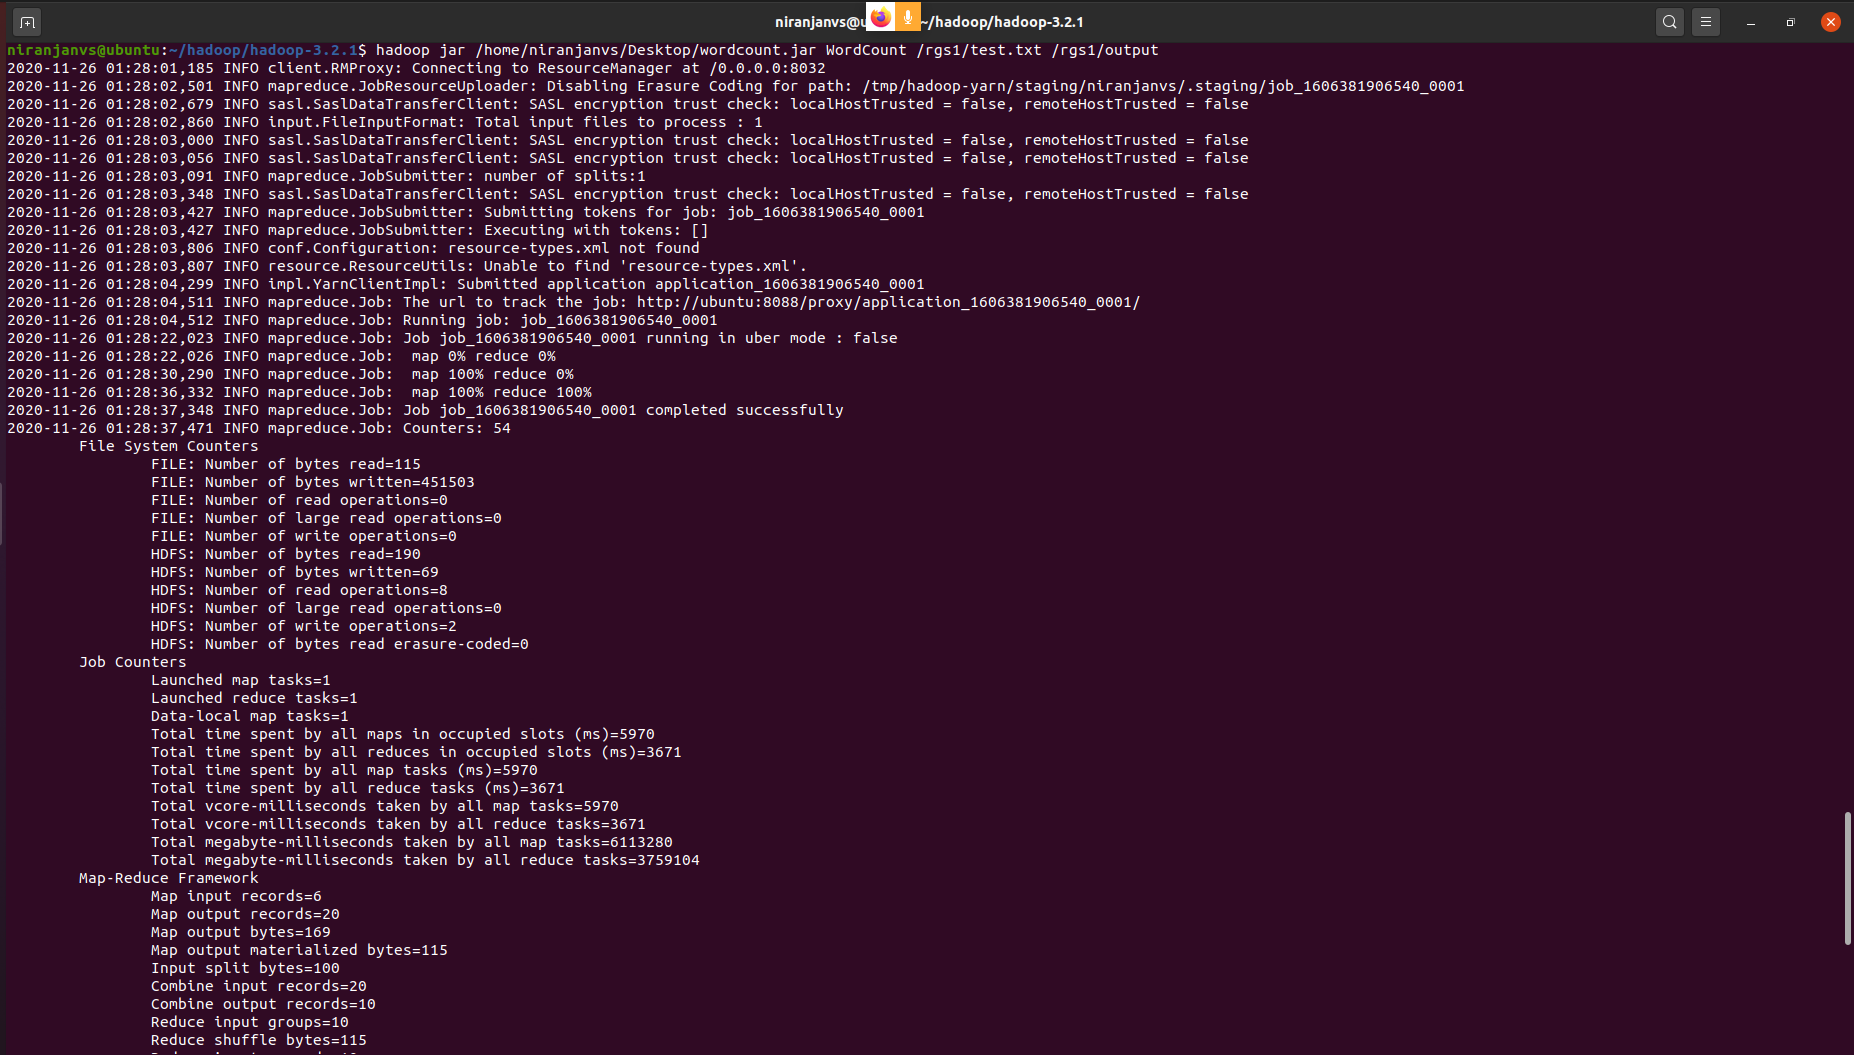 niranjanvs@u ~/hadoop/hadoop-3.2.1
niranjanvs@ubuntu:~/hadoop/hadoop-3.2.1$ hadoop jar /home/niranjanvs/Desktop/wordcount.jar WordCount /rgs1/test.txt /rgs1/output
2020-11-26 01:28:01,185 INFO client.RMProxy: Connecting to ResourceManager at /0.0.0.0:8032
2020-11-26 01:28:02,501 INFO mapreduce.JobResourceUploader: Disabling Erasure Coding for path: /tmp/hadoop-yarn/staging/niranjanvs/.staging/job_1606381906540_0001
2020-11-26 01:28:02,679 INFO sasl.SaslDataTransferClient: SASL encryption trust check: localHostTrusted = false, remoteHostTrusted = false
2020-11-26 01:28:02,860 INFO input.FileInputFormat: Total input files to process : 1
2020-11-26 01:28:03,000 INFO sasl.SaslDataTransferClient: SASL encryption trust check: localHostTrusted = false, remoteHostTrusted = false
2020-11-26 01:28:03,056 INFO sasl.SaslDataTransferClient: SASL encryption trust check: localHostTrusted = false, remoteHostTrusted = false
2020-11-26 01:28:03,091 INFO mapreduce.JobSubmitter: number of splits:1
2020-11-26 01:28:03,348 INFO sasl.SaslDataTransferClient: SASL encryption trust check: localHostTrusted = false, remoteHostTrusted = false
2020-11-26 01:28:03,427 INFO mapreduce.JobSubmitter: Submitting tokens for job: job_1606381906540_0001
2020-11-26 01:28:03,427 INFO mapreduce.JobSubmitter: Executing with tokens: []
2020-11-26 01:28:03,806 INFO conf.Configuration: resource-types.xml not found
2020-11-26 01:28:03,807 INFO resource.ResourceUtils: Unable to find 'resource-types.xml'.
2020-11-26 01:28:04,299 INFO impl.YarnClientImpl: Submitted application application_1606381906540_0001
2020-11-26 01:28:04,511 INFO mapreduce.Job: The url to track the job: http://ubuntu:8088/proxy/application_1606381906540_0001/
2020-11-26 01:28:04,512 INFO mapreduce.Job: Running job: job_1606381906540_0001
2020-11-26 01:28:22,023 INFO mapreduce.Job: Job job_1606381906540_0001 running in uber mode : false
2020-11-26 01:28:22,026 INFO mapreduce.Job:  map 0% reduce 0%
2020-11-26 01:28:30,290 INFO mapreduce.Job:  map 100% reduce 0%
2020-11-26 01:28:36,332 INFO mapreduce.Job:  map 100% reduce 100%
2020-11-26 01:28:37,348 INFO mapreduce.Job: Job job_1606381906540_0001 completed successfully
2020-11-26 01:28:37,471 INFO mapreduce.Job: Counters: 54
File System Counters
FILE: Number of bytes read=115
FILE: Number of bytes written=451503
FILE: Number of read operations=0
FILE: Number of large read operations=0
FILE: Number of write operations=0
HDFS: Number of bytes read=190
HDFS: Number of bytes written=69
HDFS: Number of read operations=8
HDFS: Number of large read operations=0
HDFS: Number of write operations=2
HDFS: Number of bytes read erasure-coded=0
Job Counters
Launched map tasks=1
Launched reduce tasks=1
Data-local map tasks=1
Total time spent by all maps in occupied slots (ms)=5970
Total time spent by all reduces in occupied slots (ms)=3671
Total time spent by all map tasks (ms)=5970
Total time spent by all reduce tasks (ms)=3671
Total vcore-milliseconds taken by all map tasks=5970
Total vcore-milliseconds taken by all reduce tasks=3671
Total megabyte-milliseconds taken by all map tasks=6113280
Total megabyte-milliseconds taken by all reduce tasks=3759104
Map-Reduce Framework
Map input records=6
Map output records=20
Map output bytes=169
Map output materialized bytes=115
Input split bytes=100
Combine input records=20
Combine output records=10
Reduce input groups=10
Reduce shuffle bytes=115